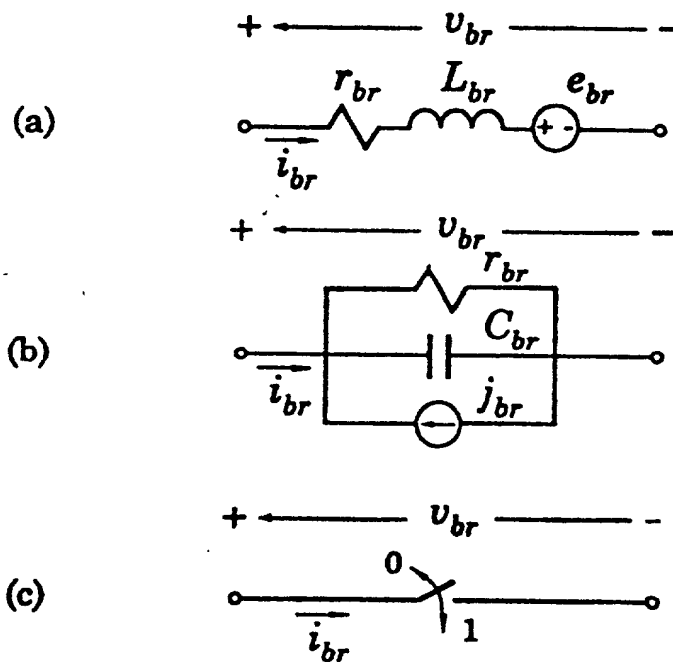 + v_br −
r_br L_br e_br
(a)
+ -
i_br
+ v_br −
r_br
C_br
(b)
i_br j_br
+ v_br -
0
(c)
i_br 1